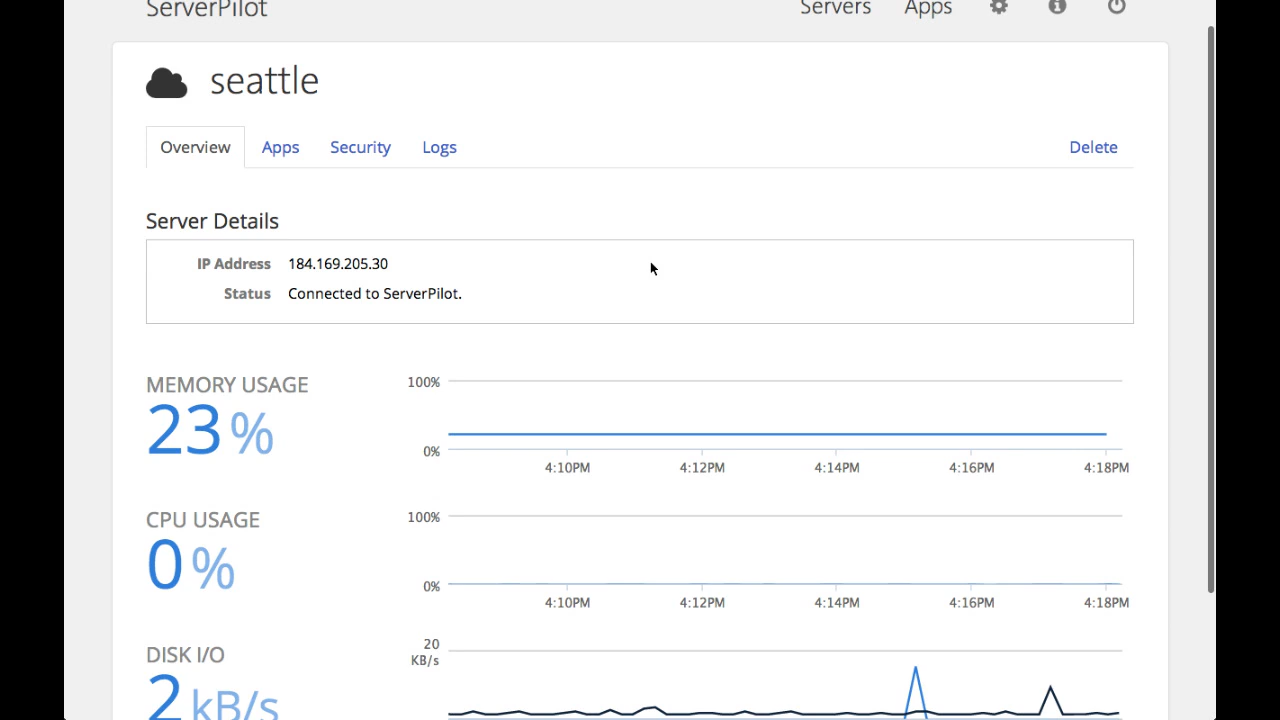 ServerPilot Servers Apps
seattle
Overview Apps Security Logs Delete
Server Details
IP Address 184.169.205.30
Status Connected to ServerPilot.
MEMORY USAGE
23%
100%
0%
4:10PM 4:12PM 4:14PM 4:16PM 4:18PM
CPU USAGE
0%
100%
0%
4:10PM 4:12PM 4:14PM 4:16PM 4:18PM
DISK I/O
2 kB/s
20
KB/s